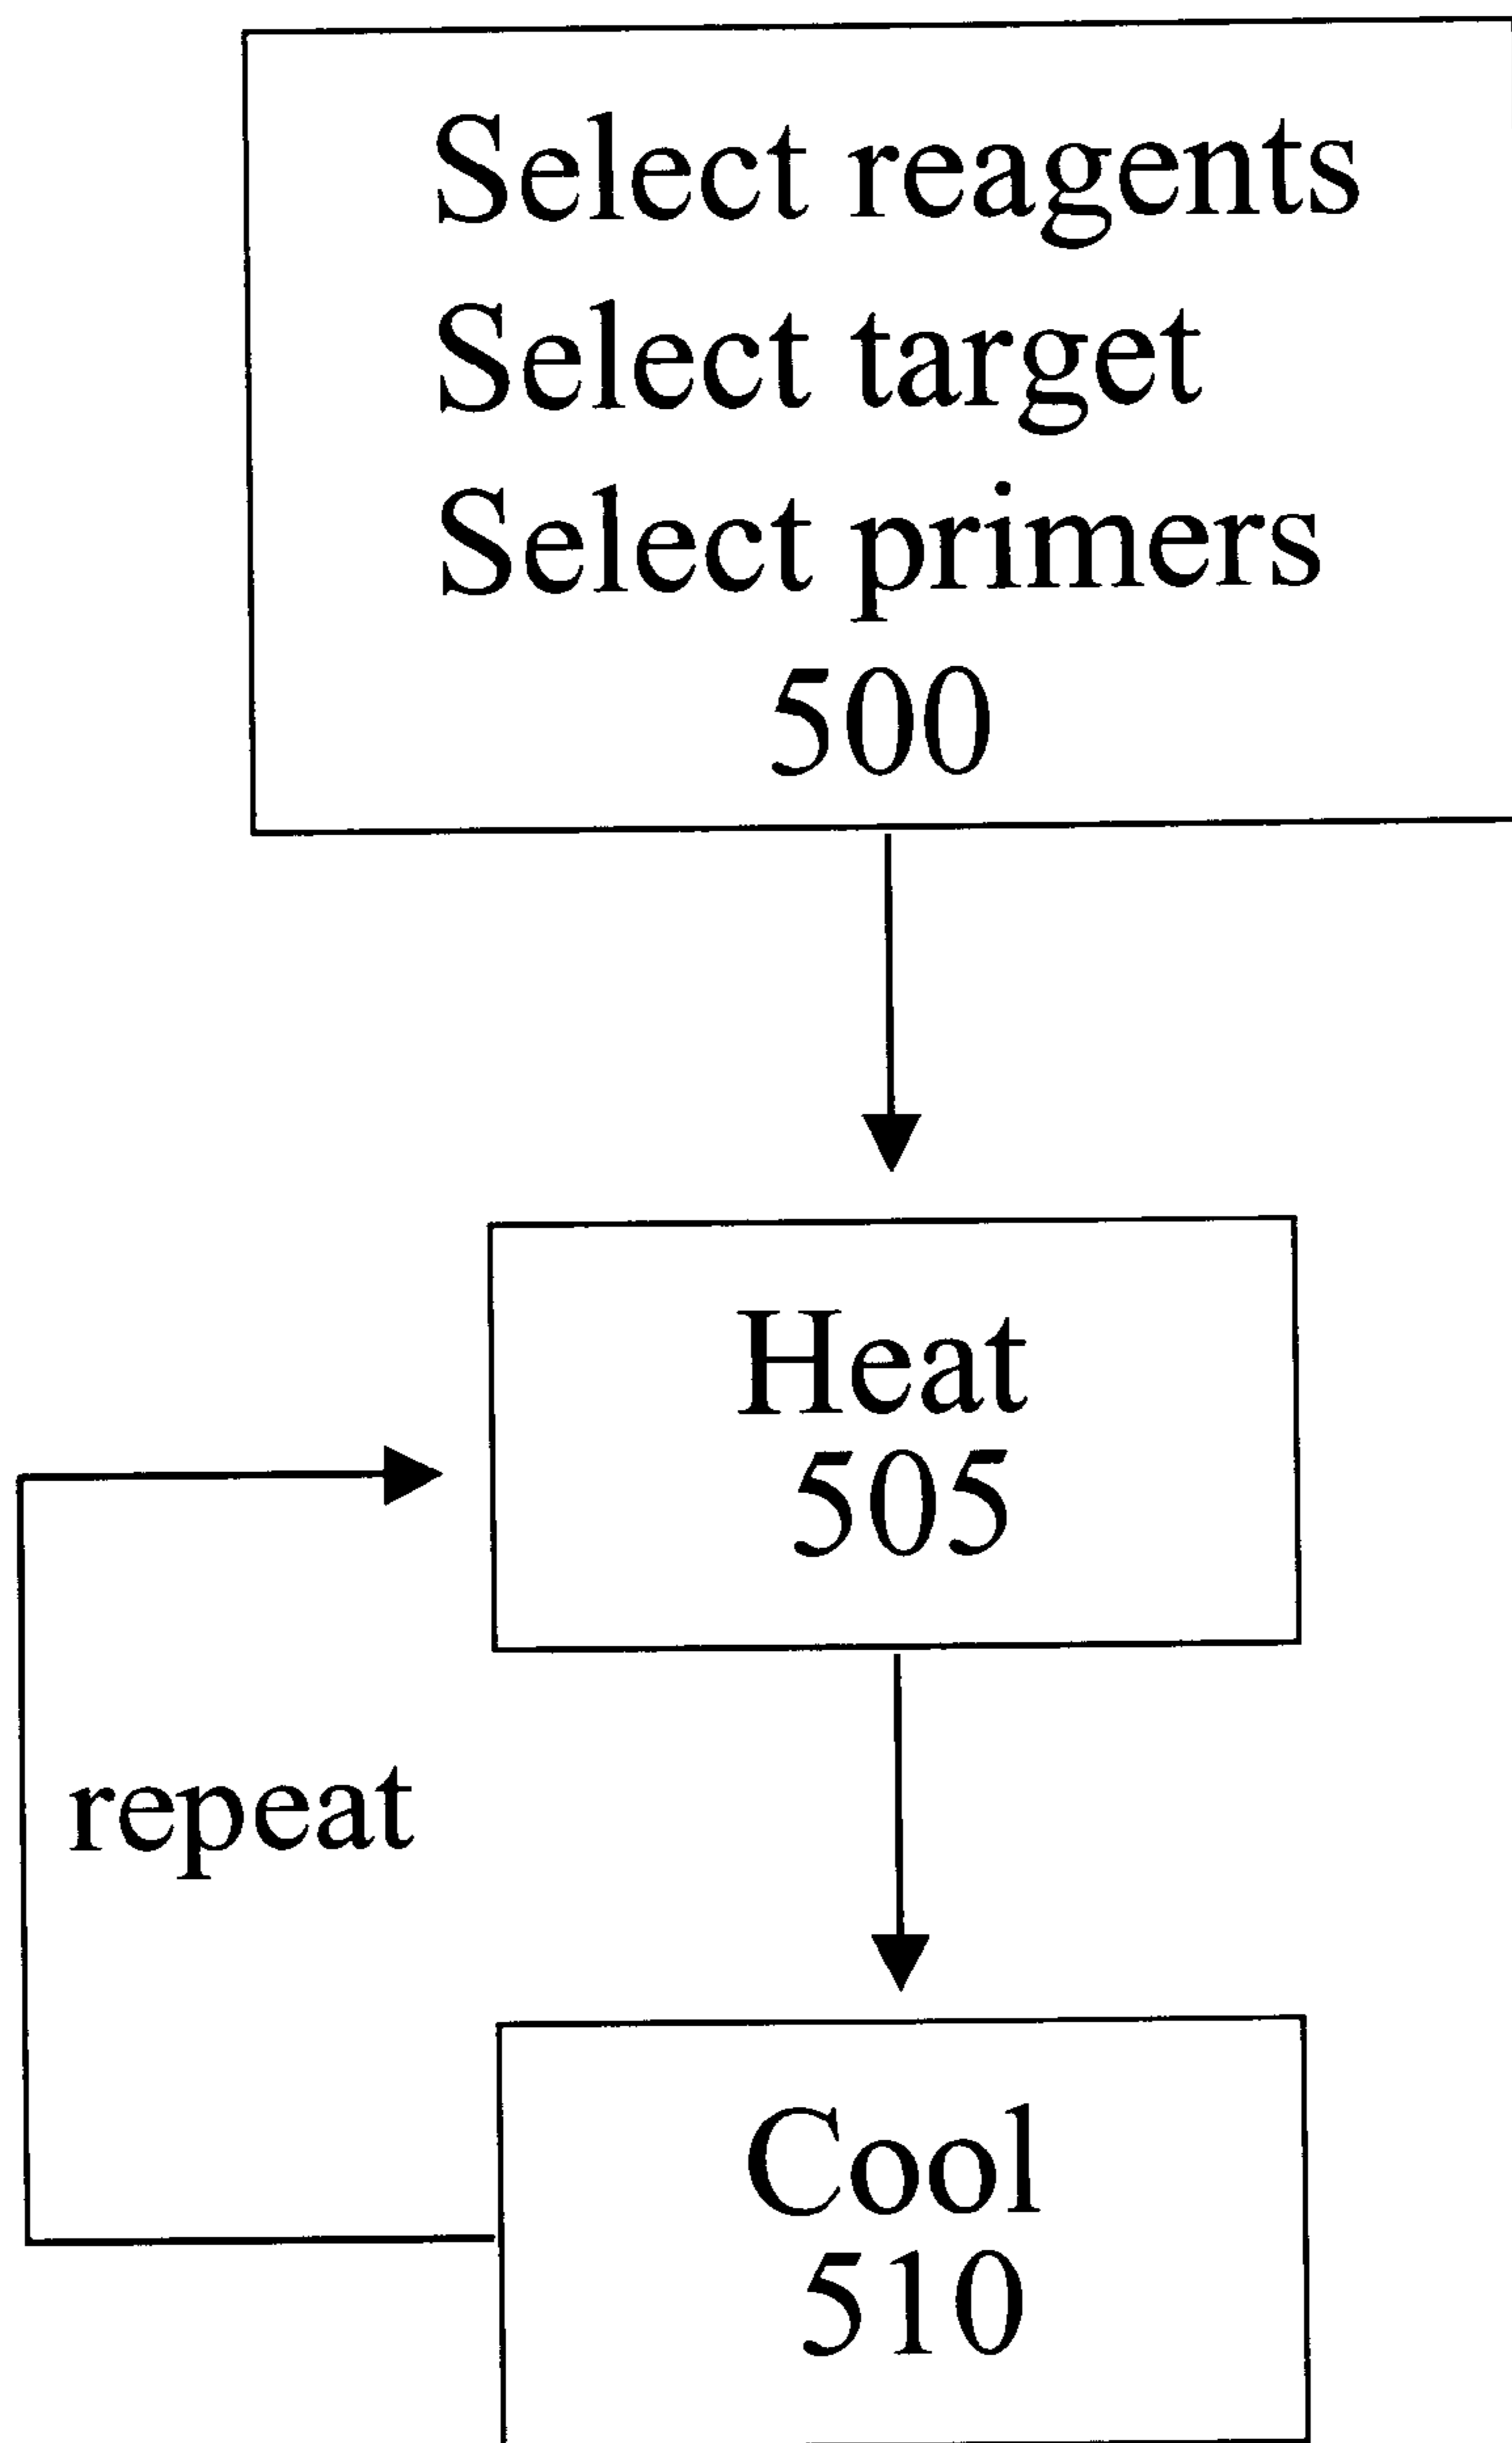 Select reagents
Select target
Select primers
500
Heat
505
repeat
Cool
510